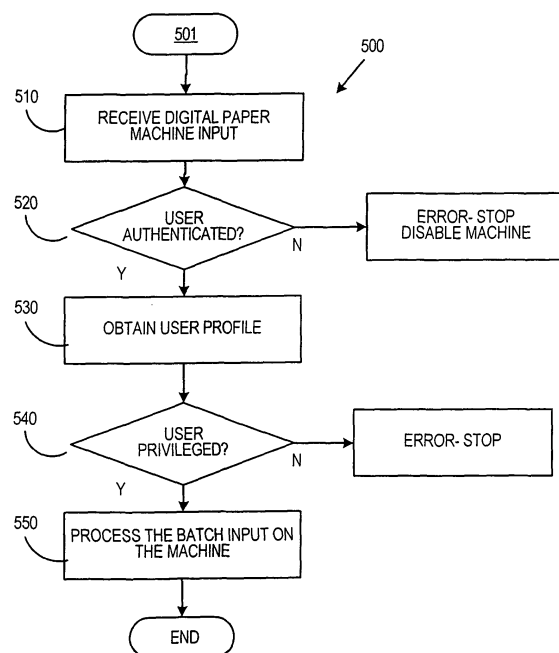 501
500
510
RECEIVE DIGITAL PAPER
MACHINE INPUT
520
USER
AUTHENTICATED?
N
ERROR- STOP
DISABLE MACHINE
Y
530
OBTAIN USER PROFILE
540
USER
PRIVILEGED?
N
ERROR- STOP
Y
550
PROCESS THE BATCH INPUT ON
THE MACHINE
END